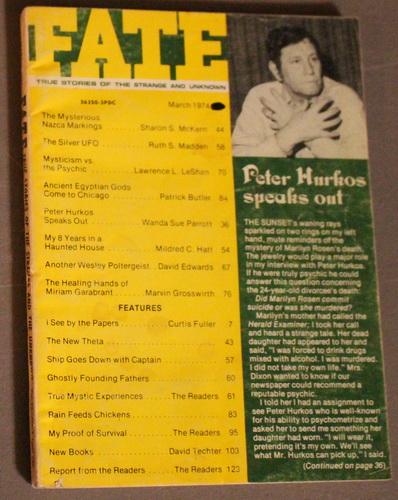 FATE
TRUE STORIES OF THE STRANGE AND UNKNOWN
36350-3PDC
March 1974
The Mysterious
Nazca Markings ........ Sharon S. McKern 44
The Silver UFO ........ Ruth S. Madden 58
Mysticism vs.
the Psychic ........ Lawrence L. LeShan 70
Ancient Egyptian Gods
Come to Chicago ........ Patrick Butler 84
Peter Hurkos
Speaks Out ........ Wanda Sue Parrott 36
My 8 Years in a
Haunted House ........ Mildred C. Hatt 54
Another Wesley Poltergeist .. David Edwards 67
The Healing Hands of
Miriam Garabrant ... Marvin Grosswirth 76
FEATURES
I See by the Papers ........ Curtis Fuller 7
The New Theta ........ 43
Ship Goes Down with Captain ........ 57
Ghostly Founding Fathers ........ 60
True Mystic Experiences .... The Readers 61
Rain Feeds Chickens ........ 83
My Proof of Survival .... The Readers 95
New Books ........ David Techter 103
Report from the Readers .... The Readers 123
Peter Hurkos
speaks out
THE SUNSET's waning rays
sparkled on two rings on my left
hand, mute reminders of the
mystery of Marilyn Rosen's death.
The jewelry would play a major role
in my interview with Peter Hurkos.
If he were truly psychic he could
answer this question concerning
the 24-year-old divorcee's death:
Did Marilyn Rosen commit
suicide or was she murdered?
Marilyn's mother had called the
Herald Examiner; I took her call
and heard a strange tale. Her dead
daughter had appeared to her and
said, "I was forced to drink drugs
mixed with alcohol. I was murdered.
I did not take my own life." Mrs.
Dixon wanted to know if our
newspaper could recommend a
reputable psychic.
I told her I had an assignment to
see Peter Hurkos who is well-known
for his ability to psychometrize and
asked her to send me something her
daughter had worn. "I will wear it,
pretending it's my own. We'll see
what Mr. Hurkos can pick up," I said.
(Continued on page 36)